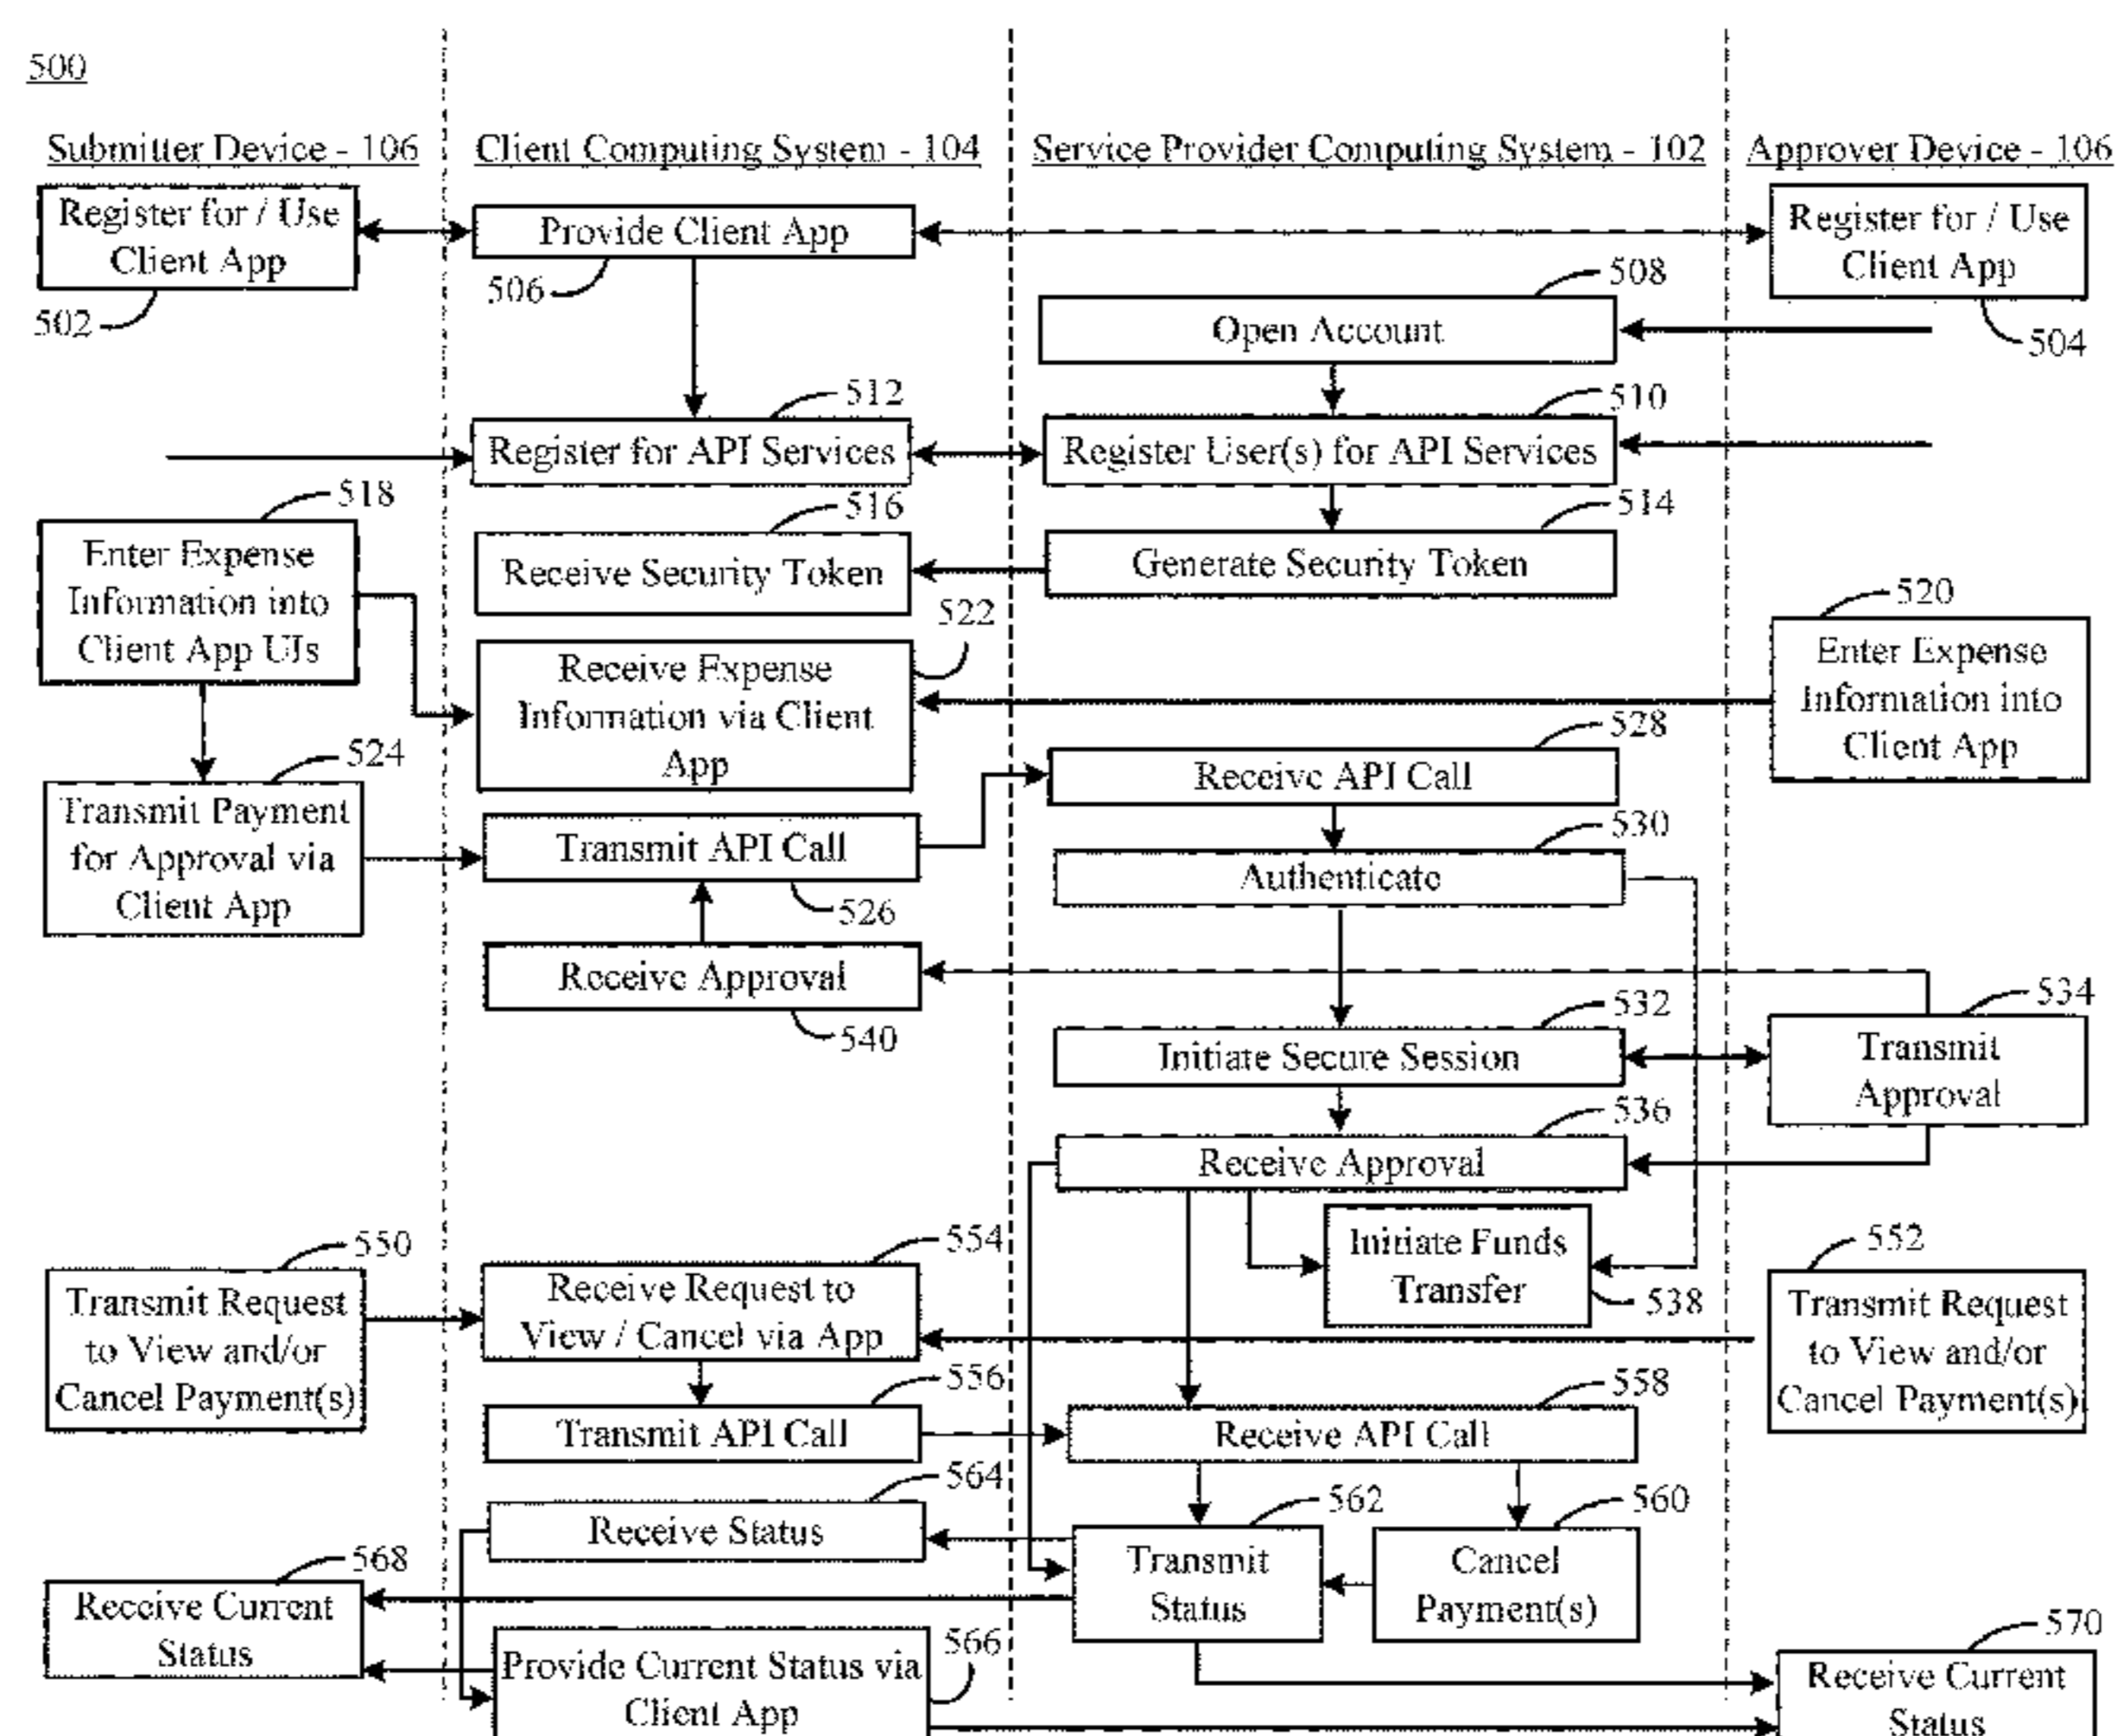 500
Submitter Device - 106
Client Computing System - 104
Service Provider Computing System - 102
Approver Device - 106
Register for / Use
Client App
502
Provide Client App
506
Register for / Use
Client App
504
508
Open Account
512
Register for API Services
510
Register User(s) for API Services
518
Enter Expense
Information into
Client App UIs
516
Receive Security Token
514
Generate Security Token
520
Enter Expense
Information into
Client App
522
Receive Expense
Information via Client
App
524
Transmit Payment
for Approval via
Client App
528
Receive API Call
Transmit API Call
526
530
Authenticate
Receive Approval
540
532
Initiate Secure Session
534
Transmit
Approval
536
Receive Approval
Initiate Funds
Transfer
538
550
Transmit Request
to View and/or
Cancel Payment(s)
554
Receive Request to
View / Cancel via App
552
Transmit Request
to View and/or
Cancel Payment(s)
556
Transmit API Call
558
Receive API Call
564
Receive Status
562
Transmit
Status
560
Cancel
Payment(s)
568
Receive Current
Status
566
Provide Current Status via
Client App
570
Receive Current
Status